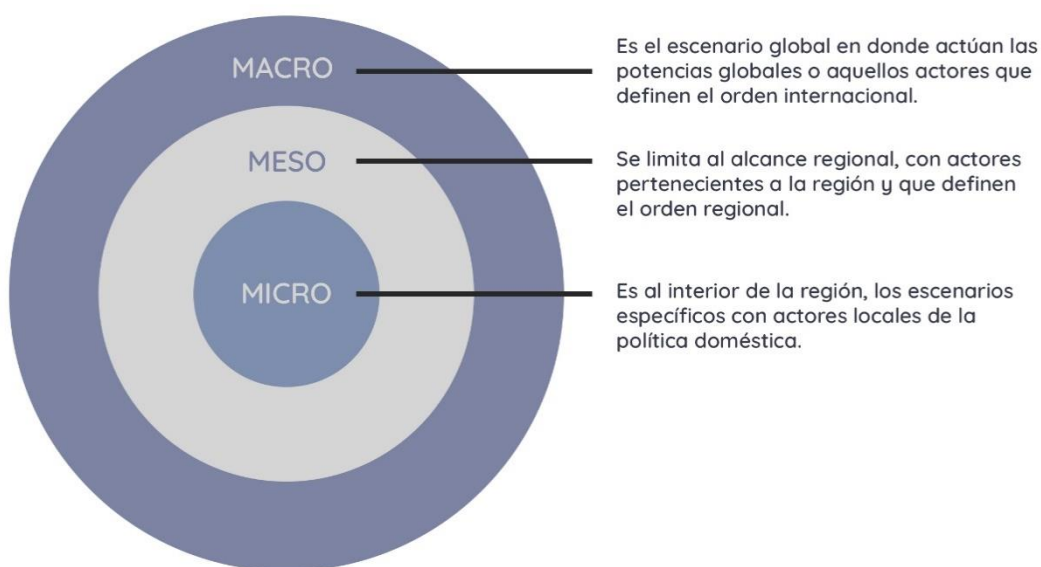 MACRO
Es el escenario global en donde actúan las
potencias globales o aquellos actores que
definen el orden internacional.
MESO
Se limita al alcance regional, con actores
pertenecientes a la región y que definen
el orden regional.
MICRO
Es al interior de la región, los escenarios
específicos con actores locales de la
política doméstica.